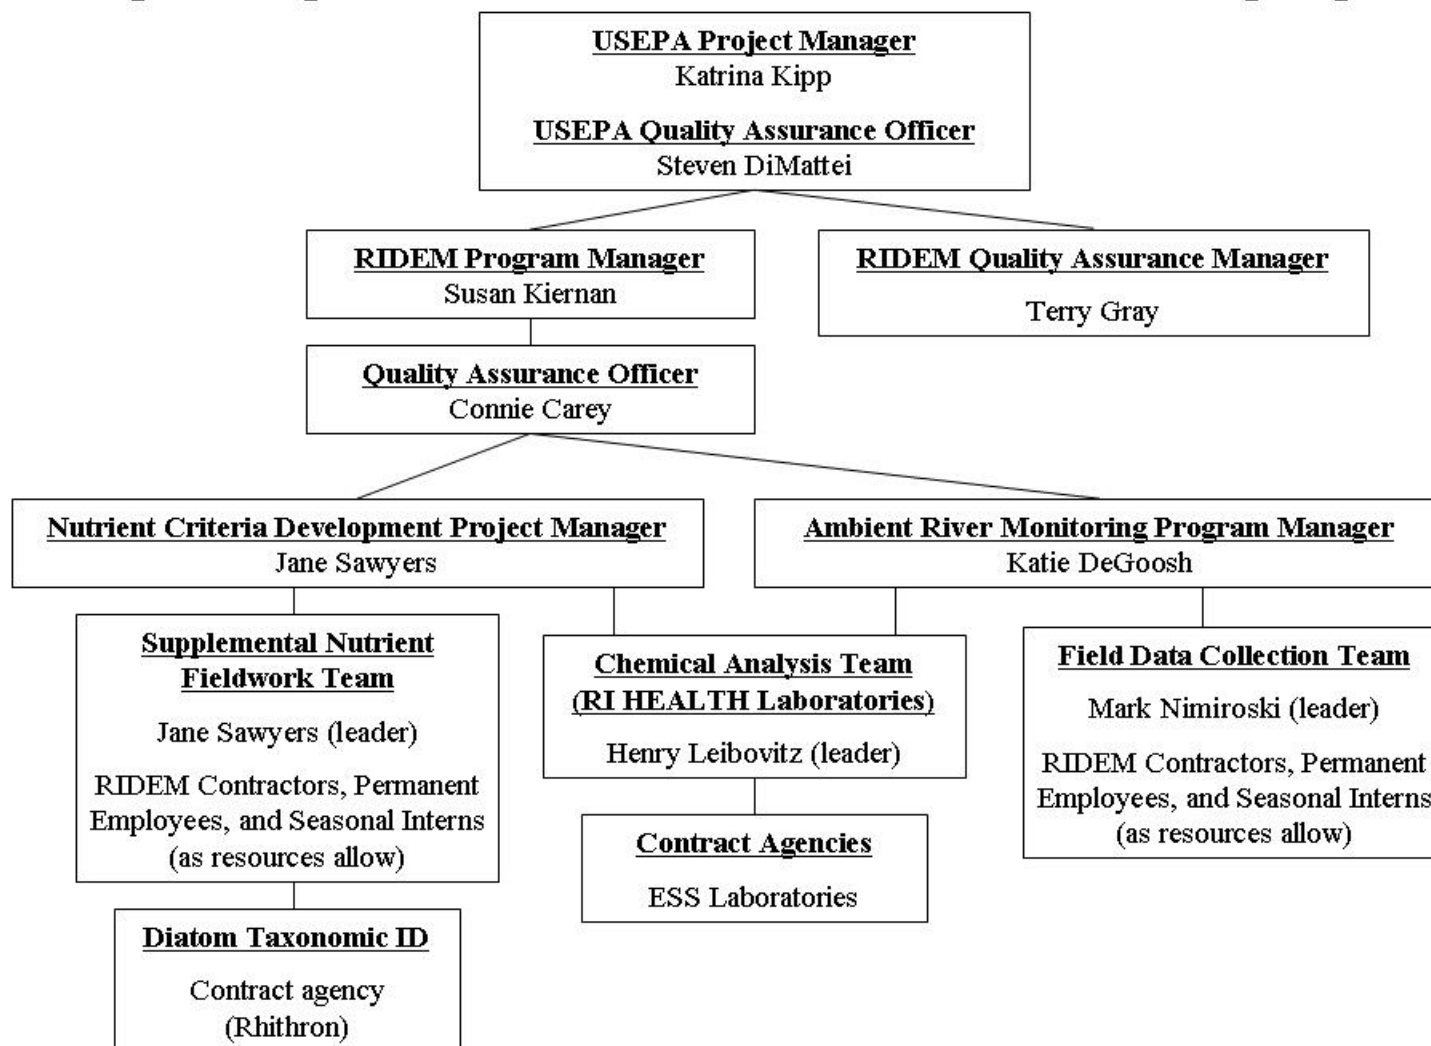 USEPA Project Manager
Katrina Kipp
USEPA Quality Assurance Officer
Steven DiMattei
RIDEM Program Manager
Susan Kiernan
RIDEM Quality Assurance Manager
Terry Gray
Quality Assurance Officer
Connie Carey
Nutrient Criteria Development Project Manager
Jane Sawyers
Ambient River Monitoring Program Manager
Katie DeGoosh
Supplemental Nutrient
Fieldwork Team
Jane Sawyers (leader)
RIDEM Contractors, Permanent
Employees, and Seasonal Interns
(as resources allow)
Chemical Analysis Team
(RI HEALTH Laboratories)
Henry Leibovitz (leader)
Field Data Collection Team
Mark Nimiroski (leader)
RIDEM Contractors, Permanent
Employees, and Seasonal Interns
(as resources allow)
Contract Agencies
ESS Laboratories
Diatom Taxonomic ID
Contract agency
(Rhithron)